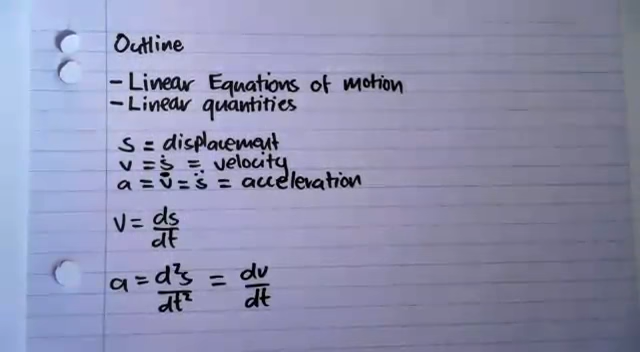 Outline
- Linear Equations of motion
- Linear quantities
s = displacement
v = ṡ = velocity
a = v̇ = s̈ = acceleration
v = ds/dt
a = d²s/dt² = dv/dt